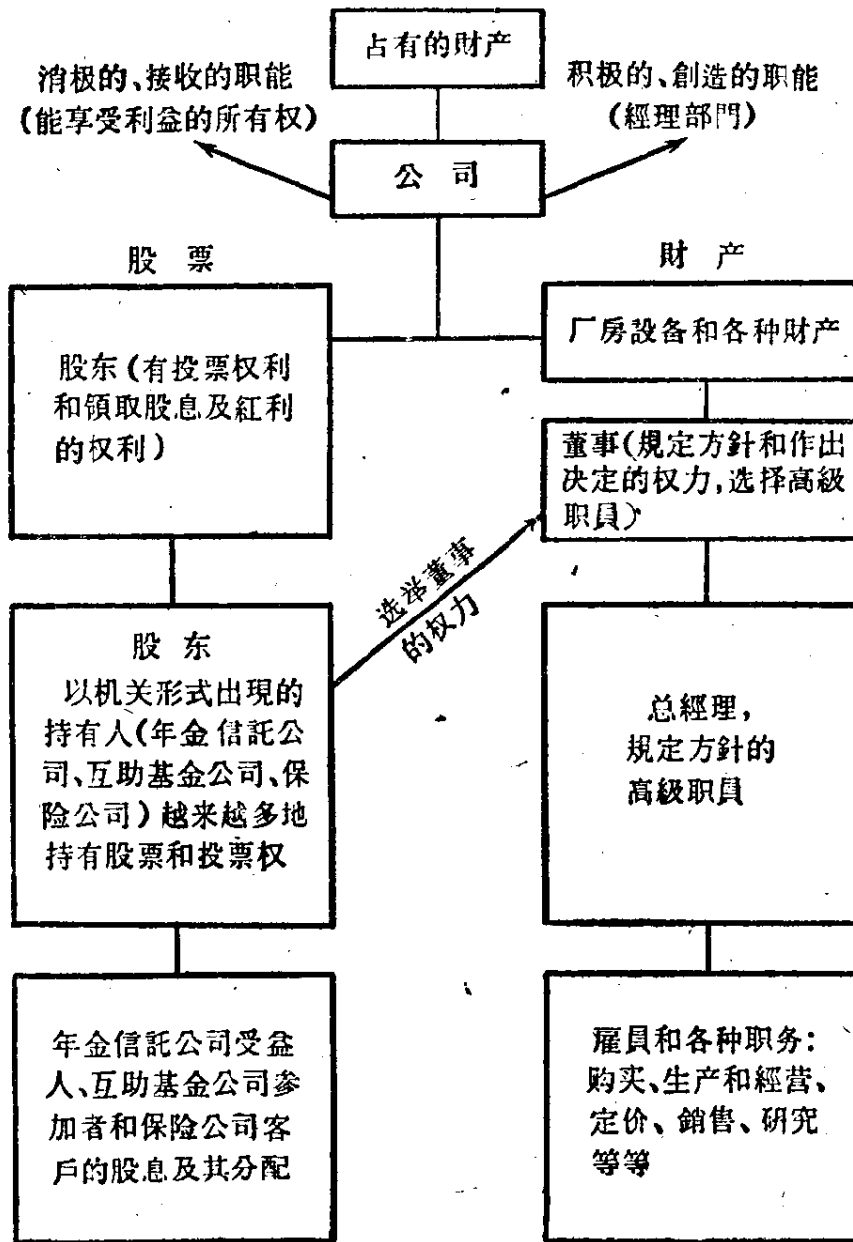 占有的財产
消极的、接收的职能
(能享受利益的所有权)
积极的、創造的职能
(經理部門)
公司
股票
財产
股东(有投票权利
和領取股息及紅利
的权利)
厂房設备和各种財产
董事(規定方針和作出
决定的权力,选择高級
职員)
选举董事
的权力
股东
以机关形式出現的
持有人(年金信託公
司、互助基金公司、保
险公司)越来越多地
持有股票和投票权
总經理,
規定方針的
高級职員
年金信託公司受益
人、互助基金公司参
加者和保险公司客
戶的股息及其分配
雇員和各种职务:
购买、生产和經营、
定价、銷售、研究
等等